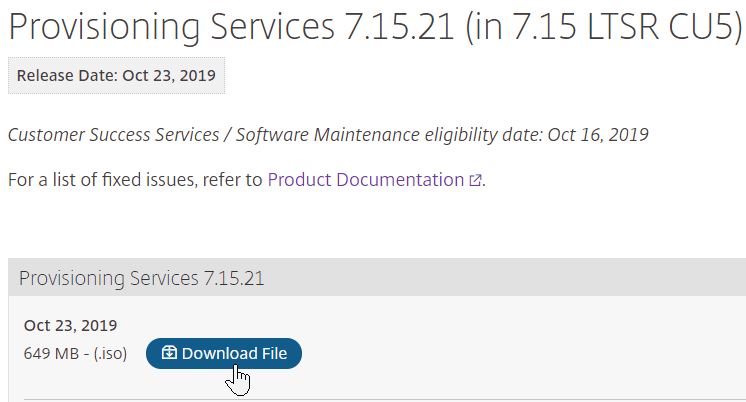 Provisioning Services 7.15.21 (in 7.15 LTSR CU5)
Release Date: Oct 23, 2019
Customer Success Services / Software Maintenance eligibility date: Oct 16, 2019
For a list of fixed issues, refer to Product Documentation.
Provisioning Services 7.15.21
Oct 23, 2019
649 MB - (.iso) Download File